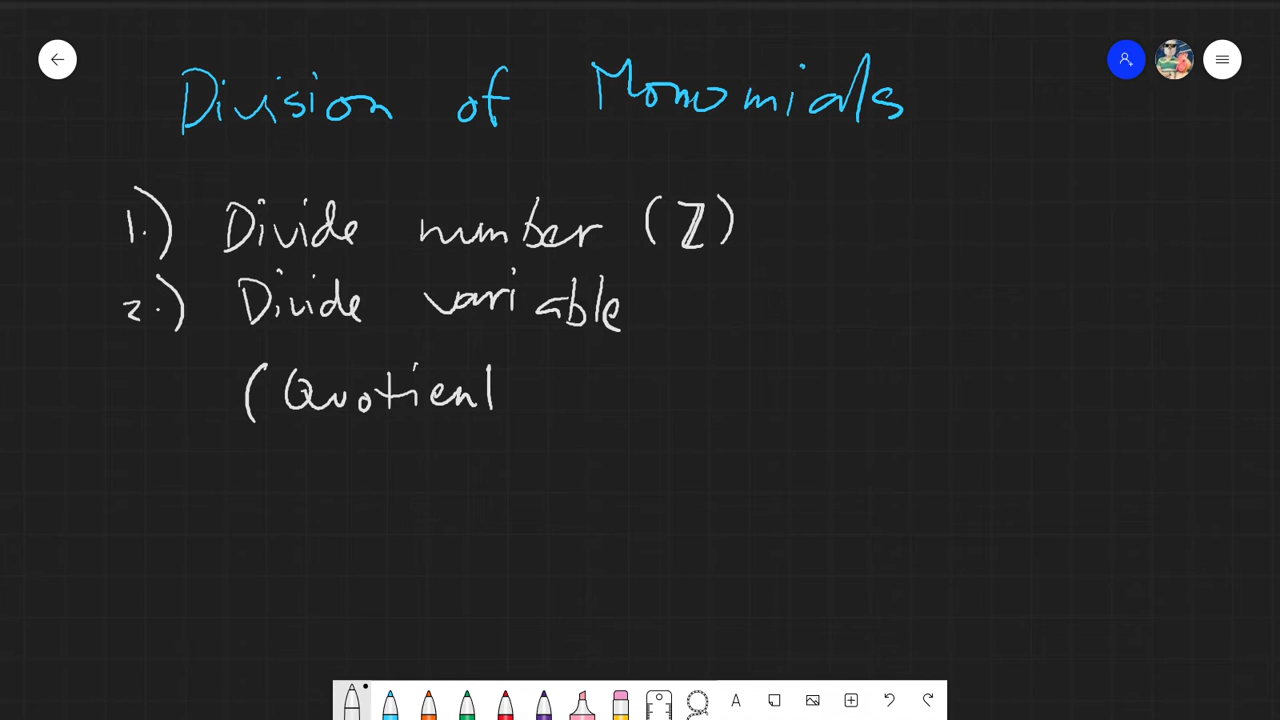 Division of Monomials
1.) Divide number (ℤ)
2.) Divide variable
(Quotient